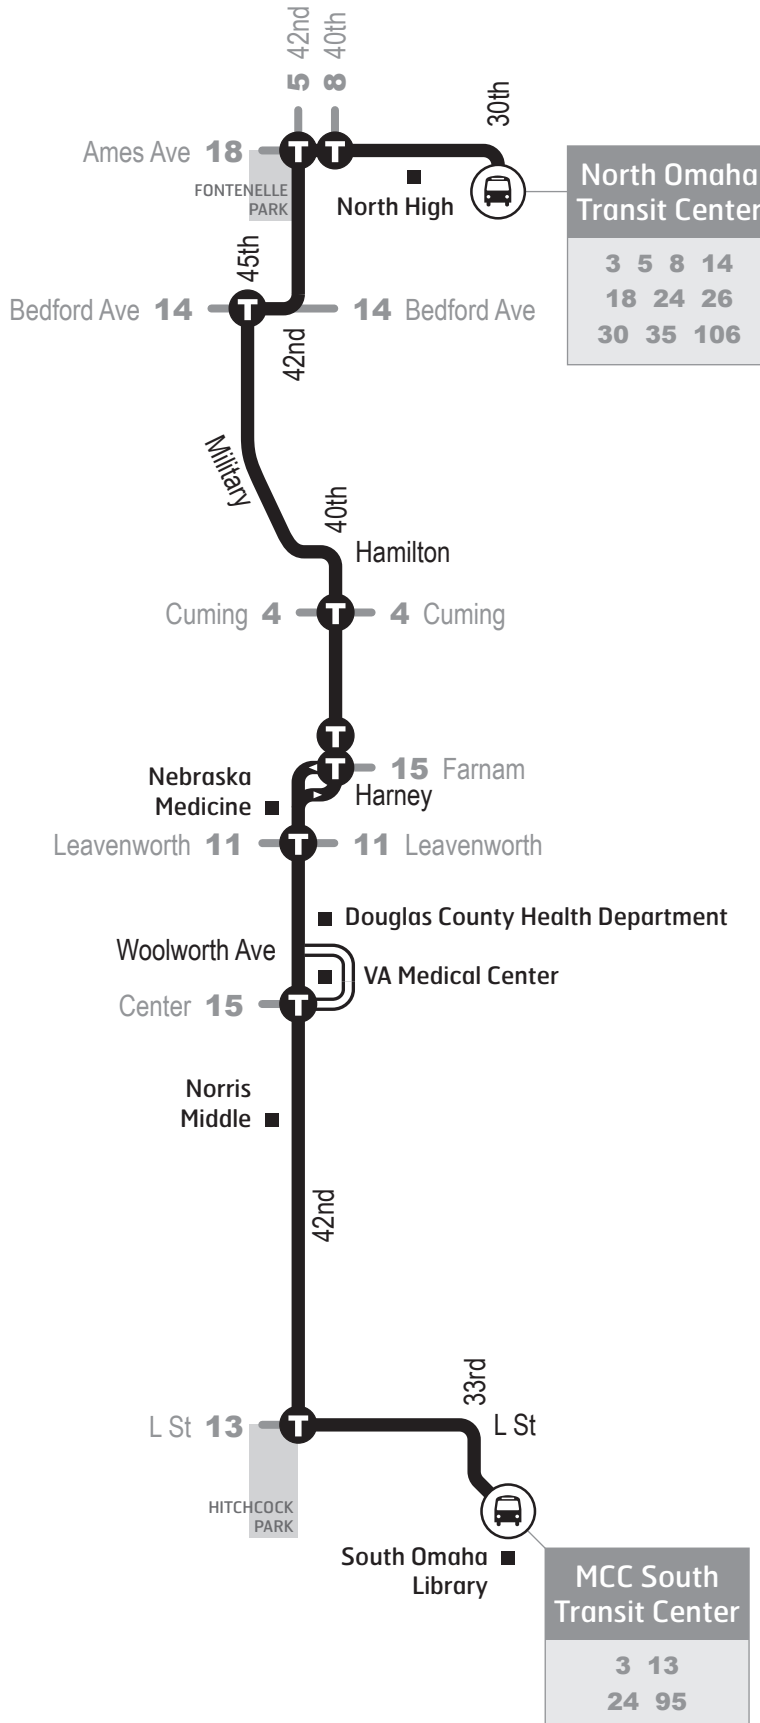 5 42nd
8 40th
30th
Ames Ave 18
T T
FONTENELLE
PARK
North High
North Omaha
Transit Center
3 5 8 14
18 24 26
30 35 106
45th
Bedford Ave 14
T
14 Bedford Ave
42nd
Military
40th
Hamilton
Cuming 4
T
4 Cuming
T
T
15 Farnam
Harney
Nebraska
Medicine
Leavenworth 11
T
11 Leavenworth
Douglas County Health Department
Woolworth Ave
VA Medical Center
Center 15
T
Norris
Middle
42nd
33rd
L St 13
T
L St
HITCHCOCK
PARK
South Omaha
Library
MCC South
Transit Center
3 13
24 95